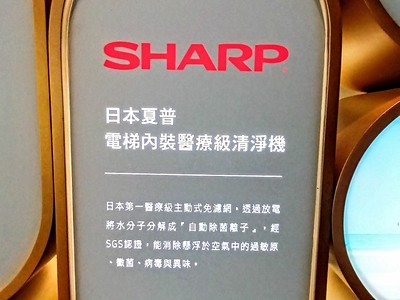 SHARP
日本夏普
電梯內裝醫療級清淨機
日本第一醫療級主動式免濾網，透過放電
將水分子分解成「自動除菌離子」，經
SGS認證，能消除懸浮於空氣中的過敏原
、黴菌、病毒與異味。